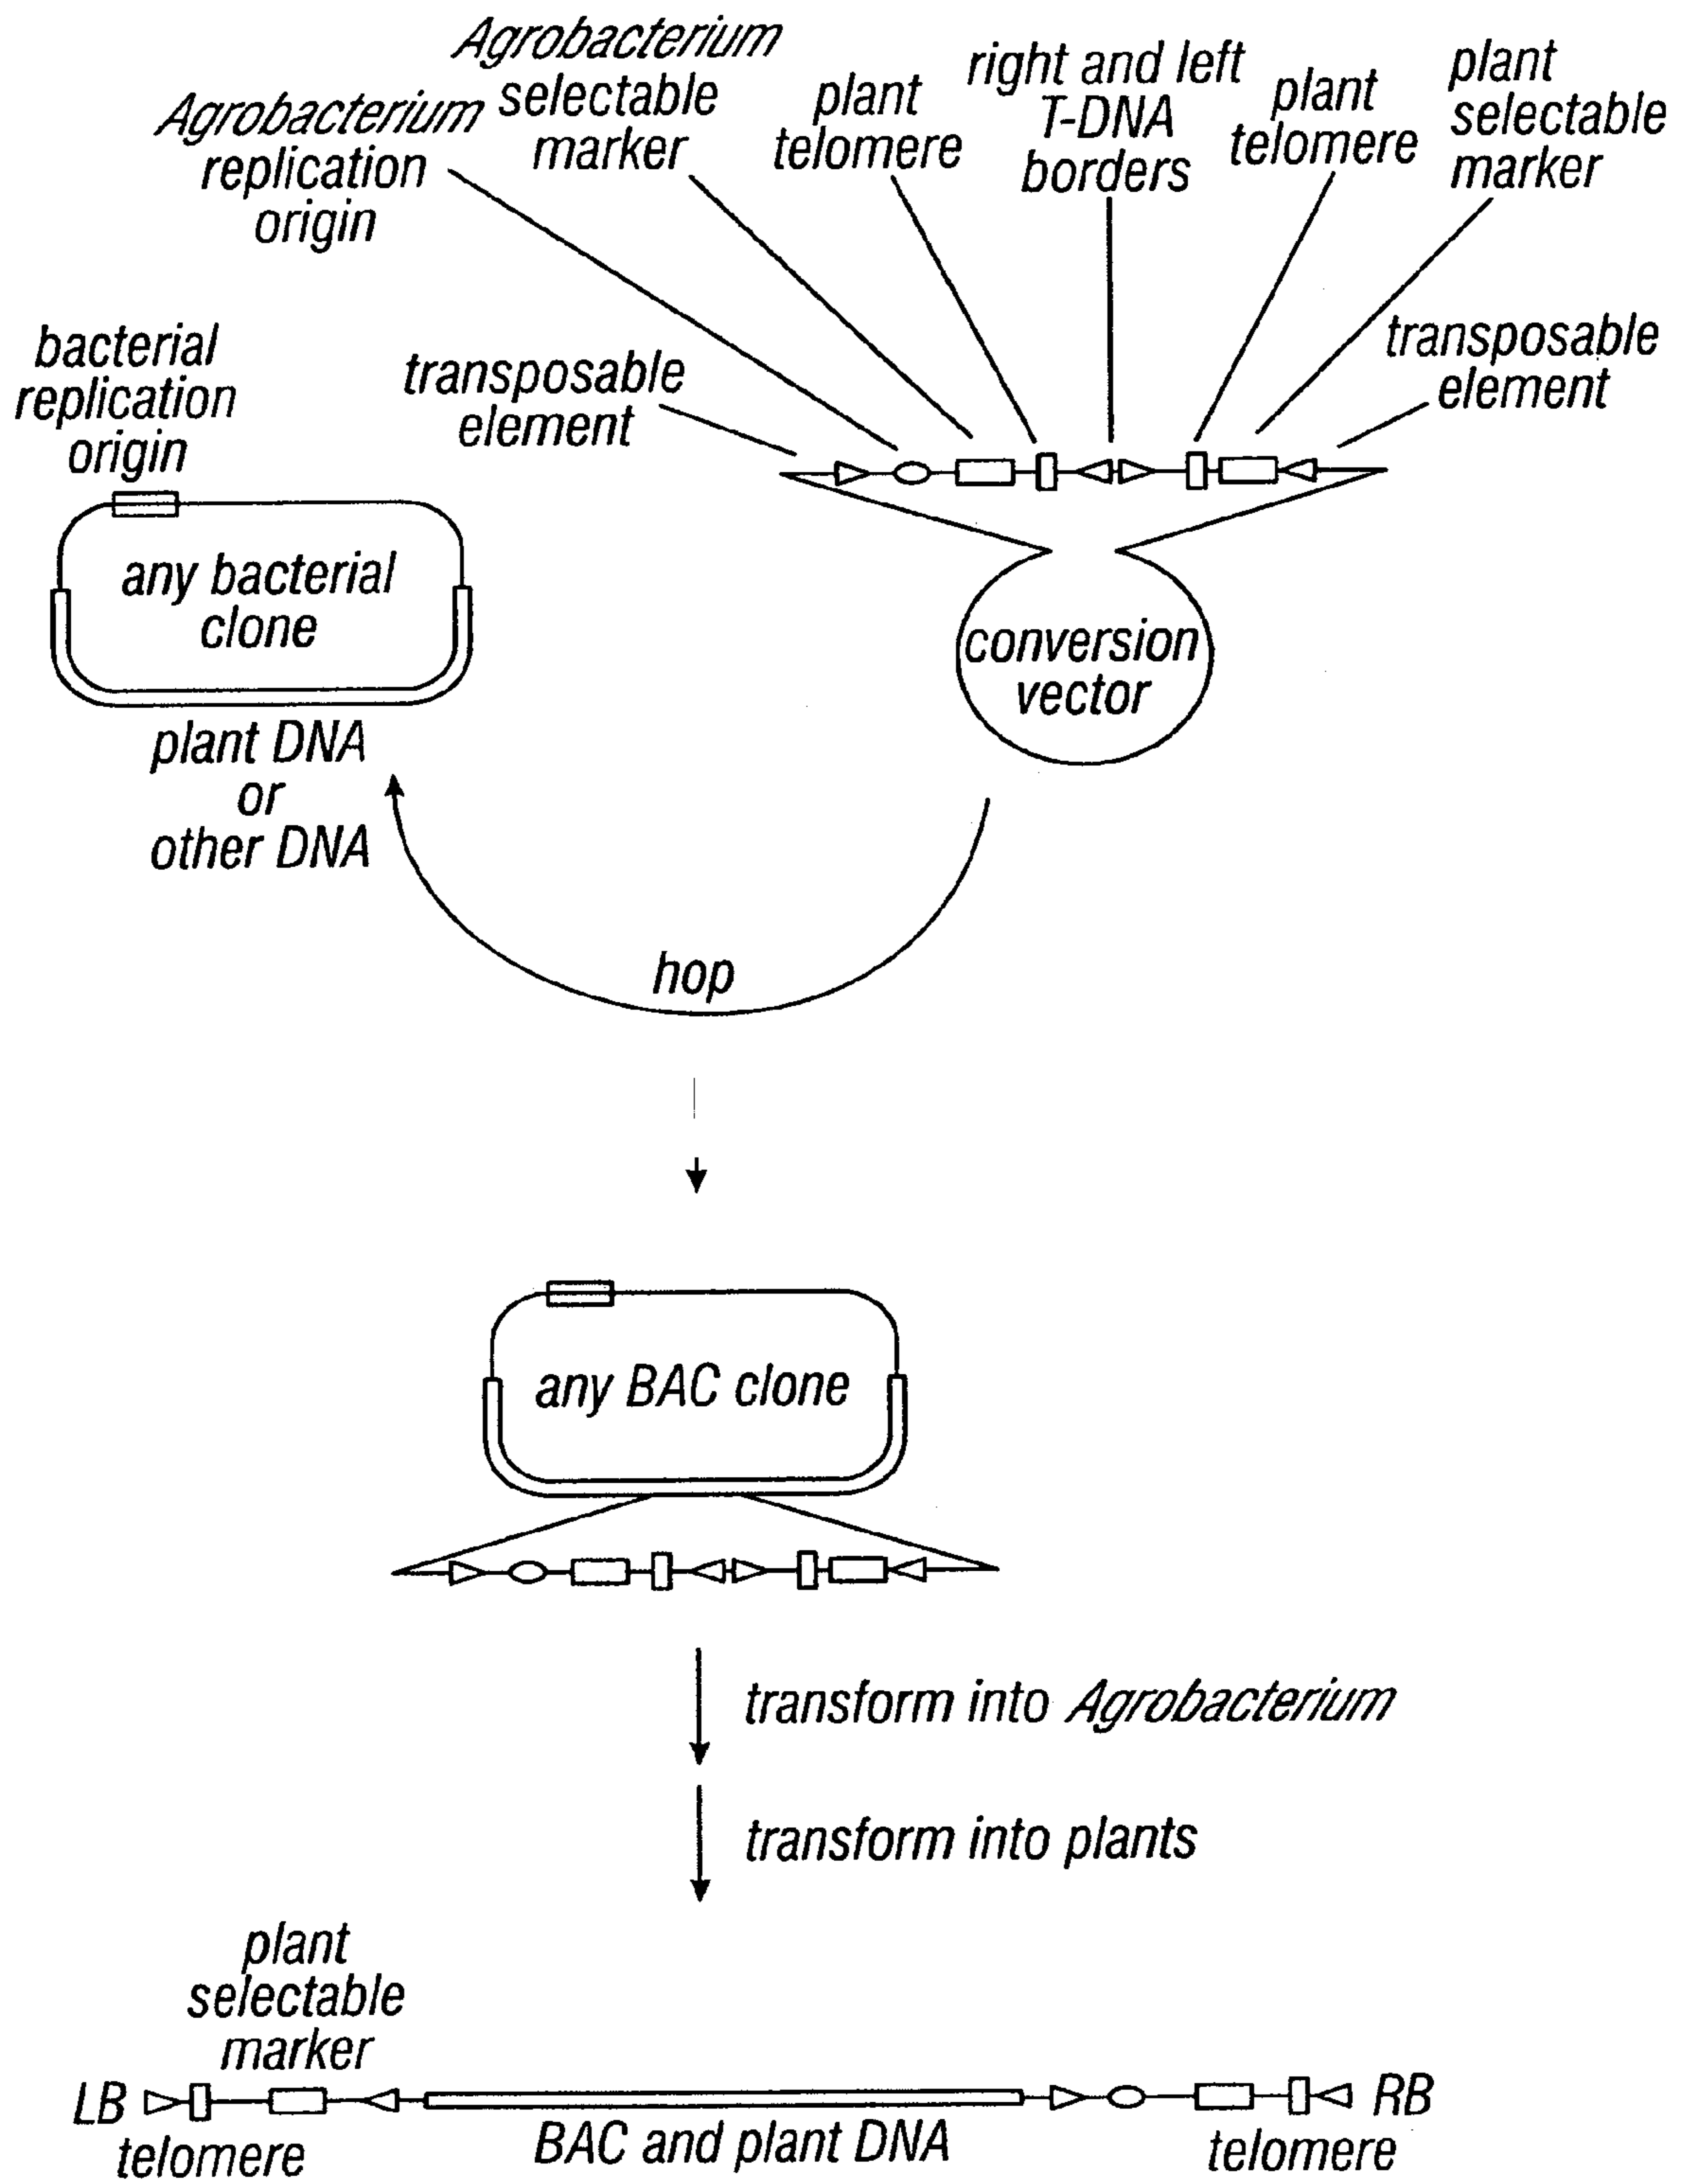 Agrobacterium
replication
origin
Agrobacterium
selectable
marker
plant
telomere
right and left
T-DNA
borders
plant
telomere
plant
selectable
marker
bacterial
replication
origin
transposable
element
transposable
element
any bacterial
clone
conversion
vector
plant DNA
or
other DNA
hop
any BAC clone
transform into Agrobacterium
transform into plants
plant
selectable
marker
LB
RB
telomere
BAC and plant DNA
telomere